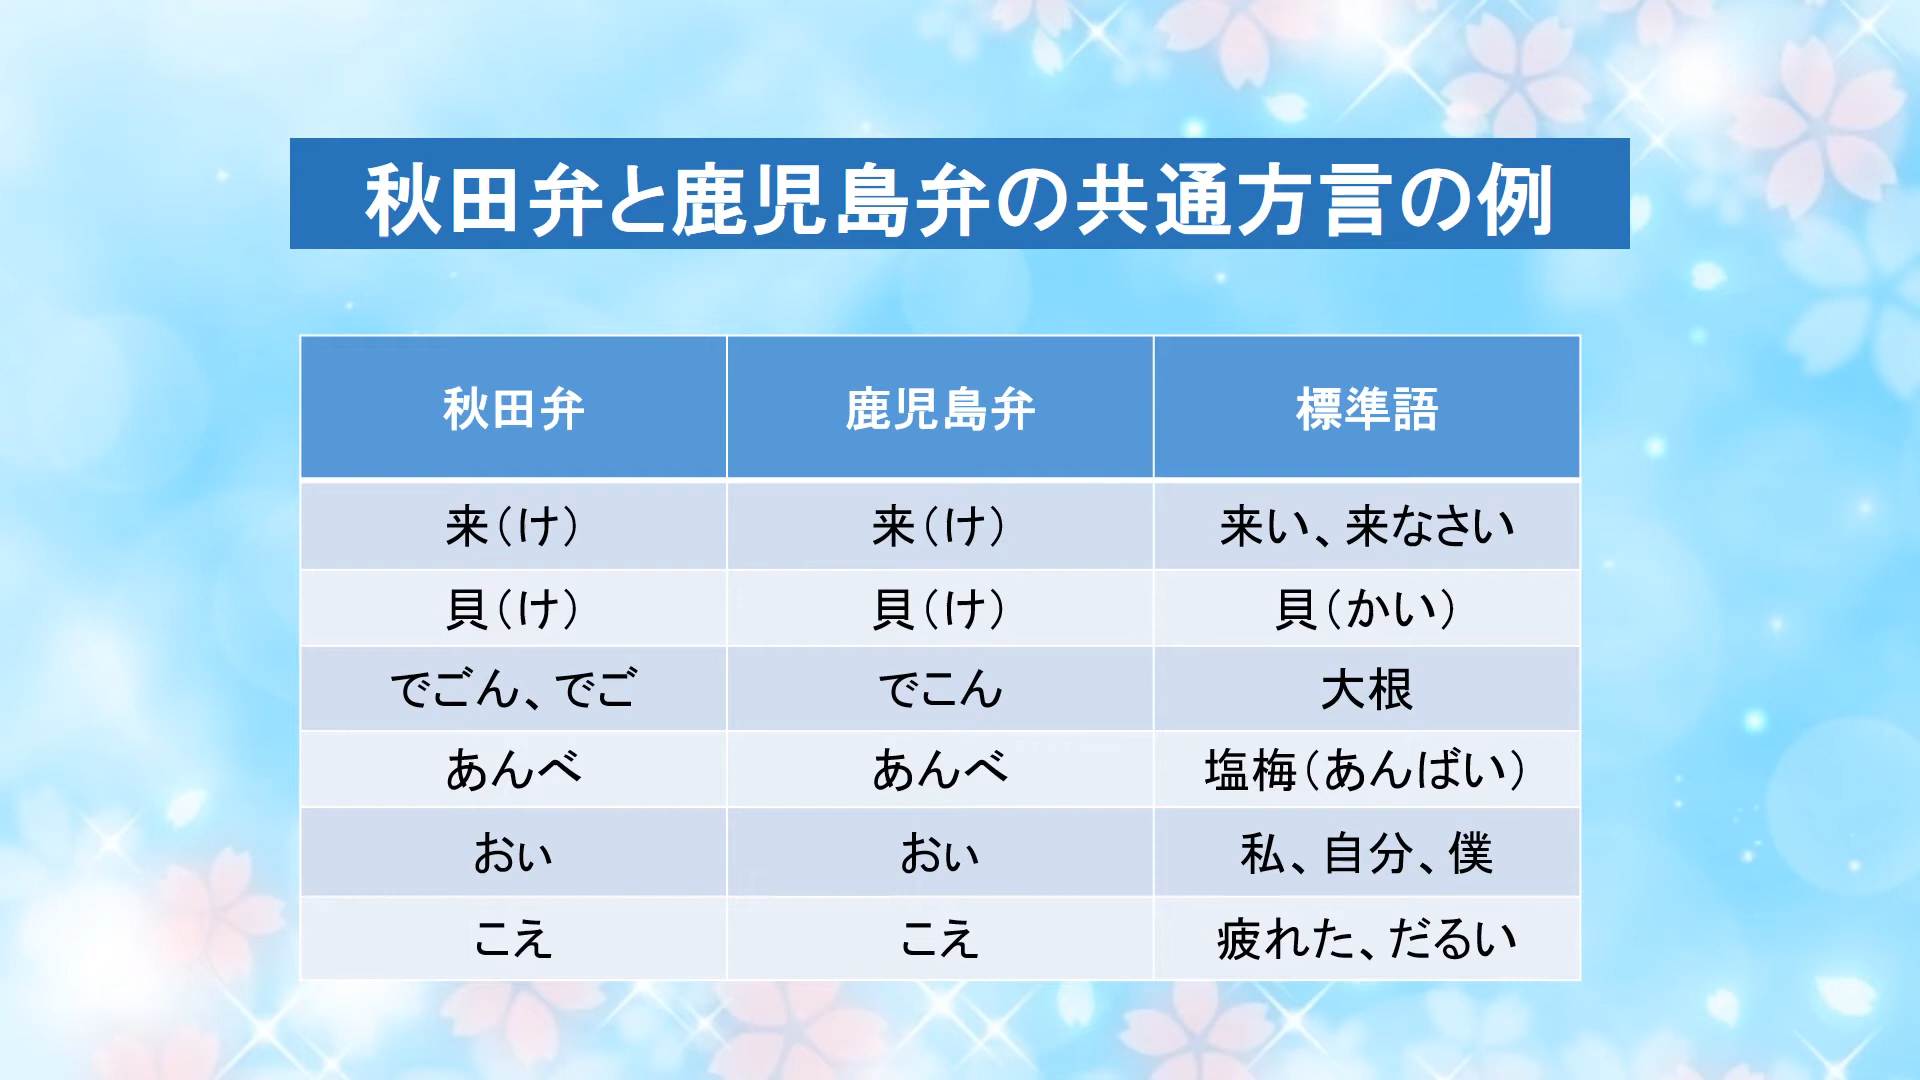 秋田弁と鹿児島弁の共通方言の例
秋田弁 鹿児島弁 標準語
来（け） 来（け） 来い、来なさい
貝（け） 貝（け） 貝（かい）
でごん、でご でこん 大根
あんべ あんべ 塩梅（あんばい）
おぃ おぃ 私、自分、僕
こえ こえ 疲れた、だるい